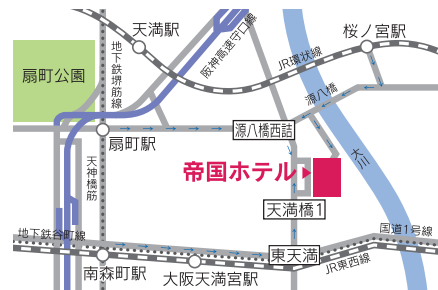 天満駅
桜ノ宮駅
阪神高速守口線
地下鉄堺筋線
JR環状線
扇町公園
源八橋
源八橋西詰
扇町駅
大川
帝国ホテル
天神橋筋
天満橋1
国道1号線
地下鉄谷町線
東天満
JR東西線
南森町駅
大阪天満宮駅